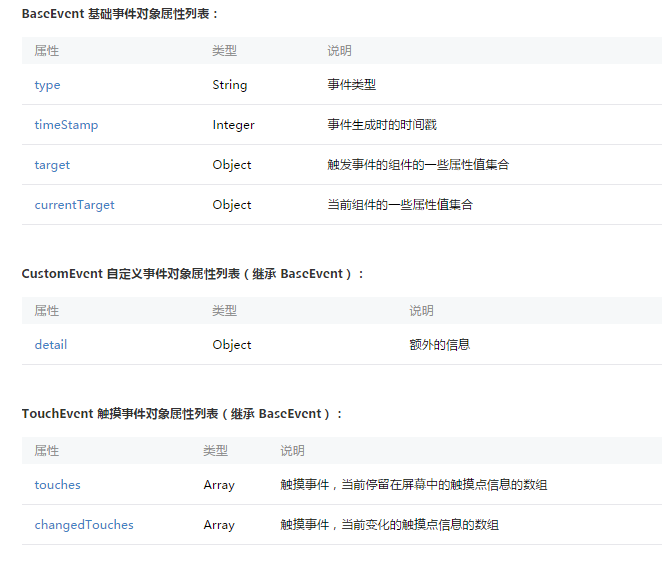 BaseEvent 基础事件对象属性列表：
属性 类型 说明
type String 事件类型
timeStamp Integer 事件生成时的时间戳
target Object 触发事件的组件的一些属性值集合
currentTarget Object 当前组件的一些属性值集合
CustomEvent 自定义事件对象属性列表（继承 BaseEvent）：
属性 类型 说明
detail Object 额外的信息
TouchEvent 触摸事件对象属性列表（继承 BaseEvent）：
属性 类型 说明
touches Array 触摸事件，当前停留在屏幕中的触摸点信息的数组
changedTouches Array 触摸事件，当前变化的触摸点信息的数组